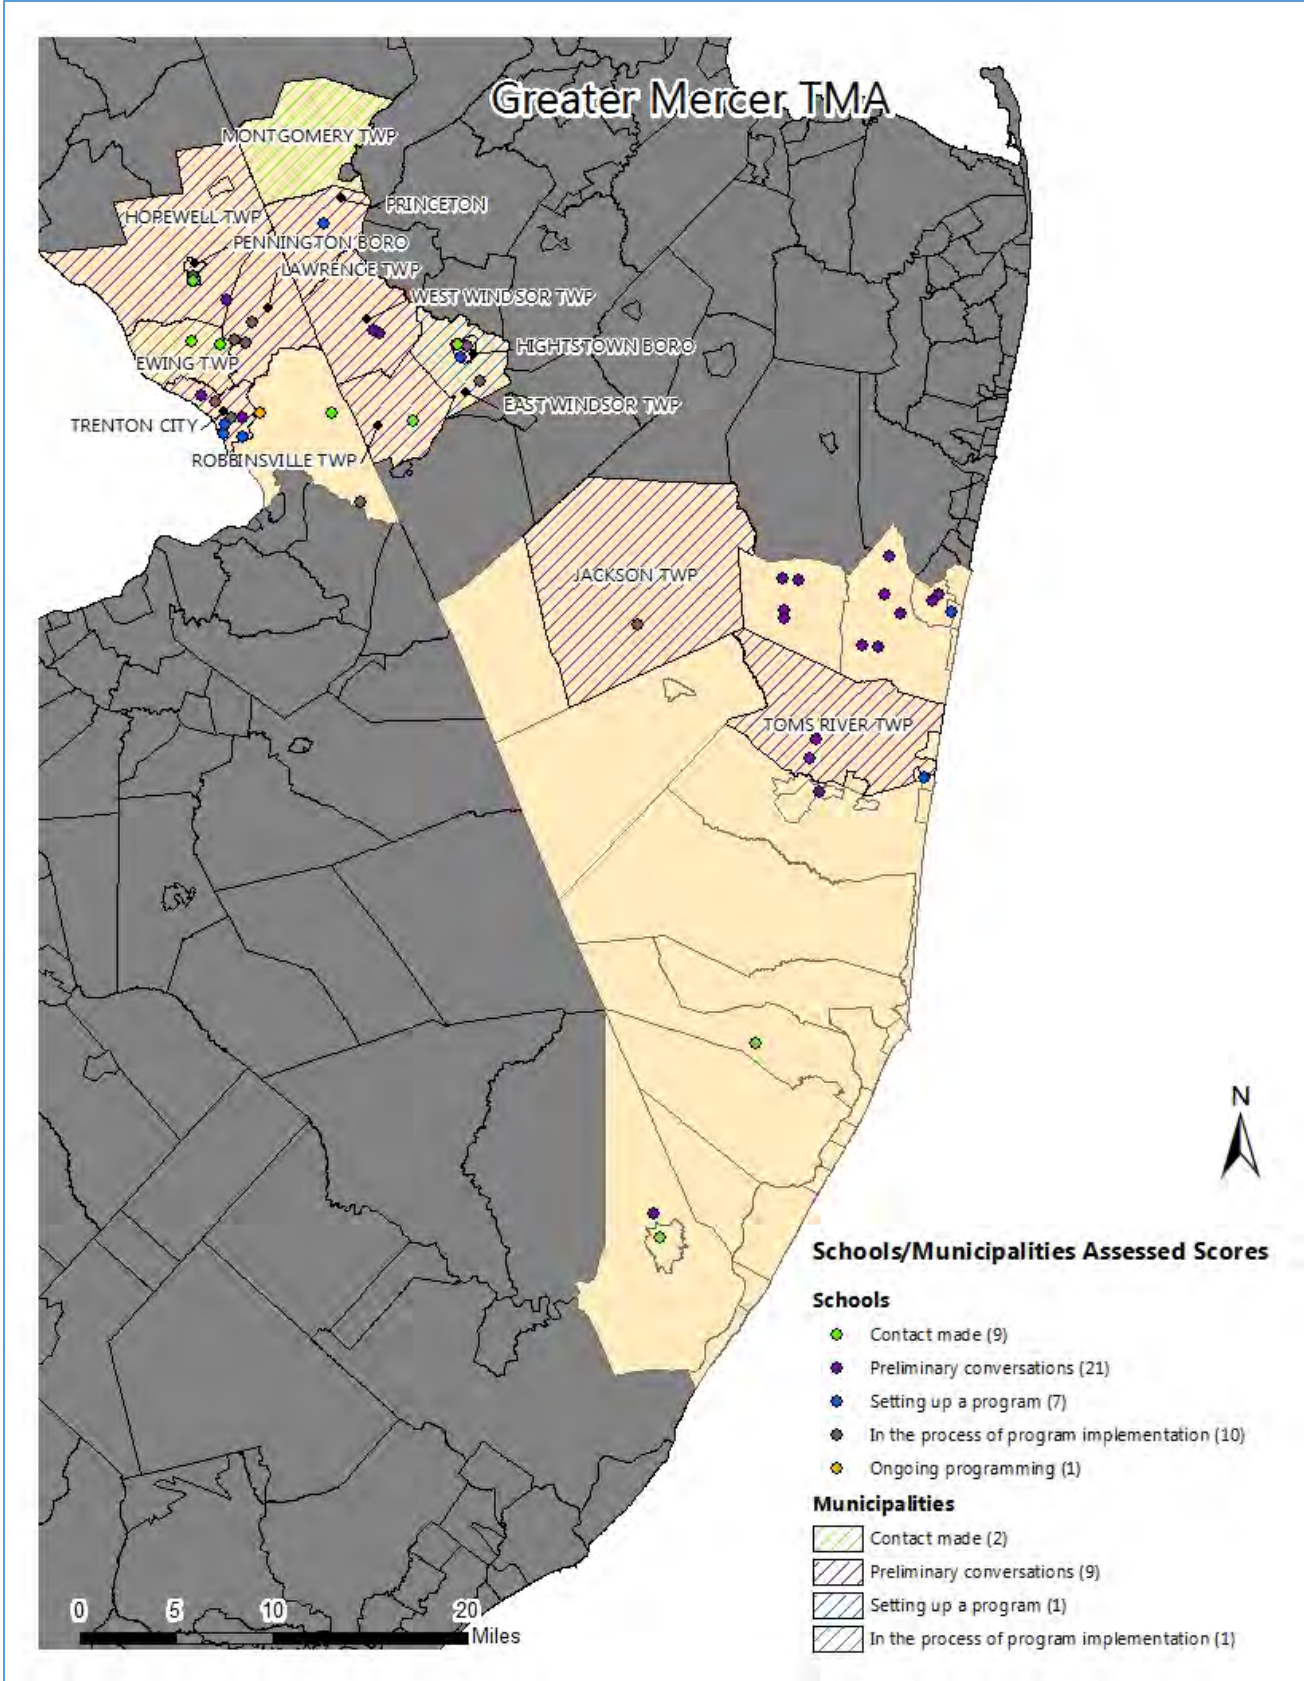 Greater Mercer TMA
MONTGOMERY TWP
PRINCETON
HOPEWELL TWP
PENNINGTON BORO
LAWRENCE TWP
WEST WINDSOR TWP
HIGHTSTOWN BORO
EWING TWP
EAST WINDSOR TWP
TRENTON CITY
ROBBINSVILLE TWP
JACKSON TWP
TOMS RIVER TWP
N
Schools/Municipalities Assessed Scores
Schools
Contact made (9)
Preliminary conversations (21)
Setting up a program (7)
In the process of program implementation (10)
Ongoing programming (1)
Municipalities
Contact made (2)
Preliminary conversations (9)
Setting up a program (1)
In the process of program implementation (1)
0 5 10 20
Miles